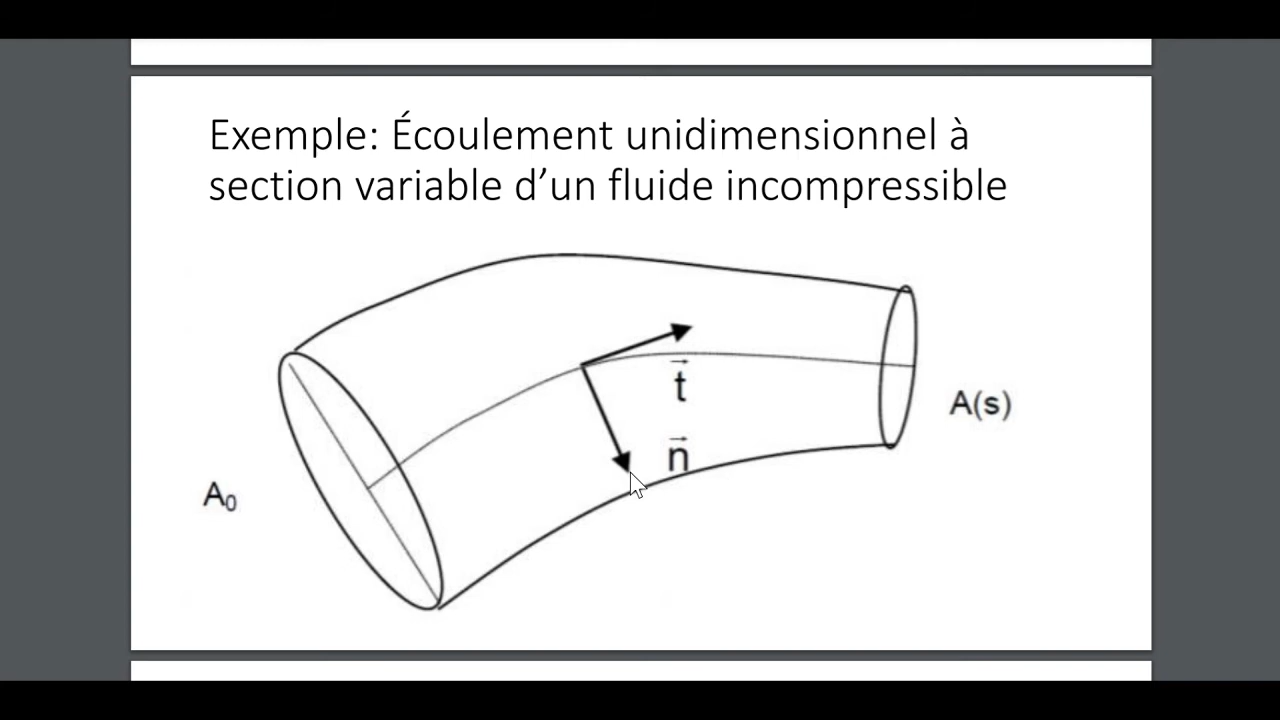 Exemple: Écoulement unidimensionnel à
section variable d’un fluide incompressible
t⃗
A(s)
n⃗
A₀